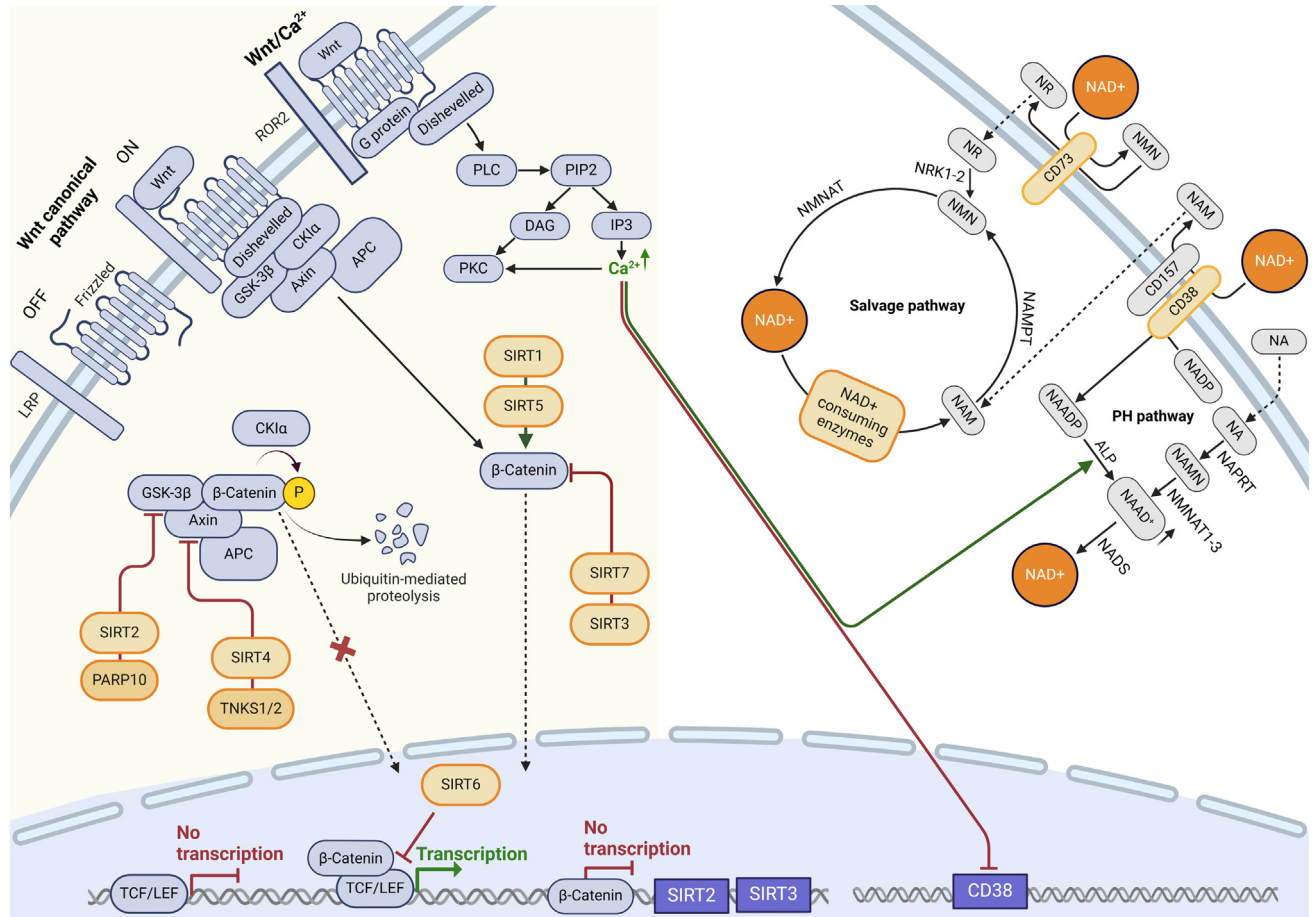 Wnt/Ca²⁺
Wnt
ROR2
G protein
Dishevelled
PLC
PIP2
DAG
IP3
PKC
Ca²⁺
Wnt canonical
pathway
ON
Wnt
Dishevelled
CKIα
GSK-3β
Axin
APC
OFF
Frizzled
LRP
SIRT1
SIRT5
β-Catenin
CKIα
GSK-3β
β-Catenin
P
Axin
APC
Ubiquitin-mediated
proteolysis
SIRT7
SIRT3
SIRT2
PARP10
SIRT4
TNKS1/2
SIRT6
No
transcription
TCF/LEF
β-Catenin
TCF/LEF
Transcription
No
transcription
β-Catenin
SIRT2
SIRT3
CD38
NR
NAD+
NR
CD73
NMN
NRK1-2
NMN
NMNAT
NAD+
Salvage pathway
NAMPT
NAD+
consuming
enzymes
NAM
NAM
CD157
CD38
NAD+
NA
NADP
NAADP
PH pathway
NA
ALP
NAMN
NAPRT
NAAD⁺
NMNAT1-3
NADS
NAD+